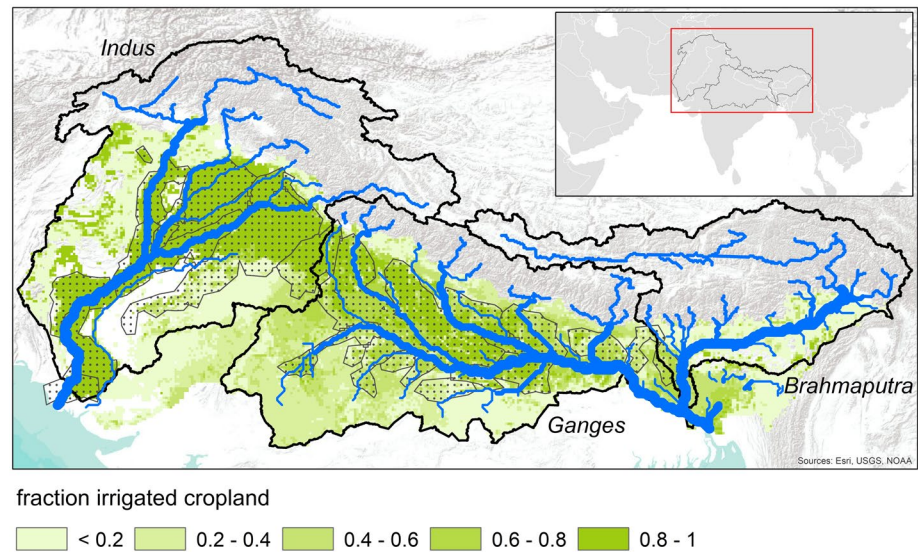 Indus
Brahmaputra
Ganges
Sources: Esri, USGS, NOAA
fraction irrigated cropland
< 0.2
0.2 - 0.4
0.4 - 0.6
0.6 - 0.8
0.8 - 1